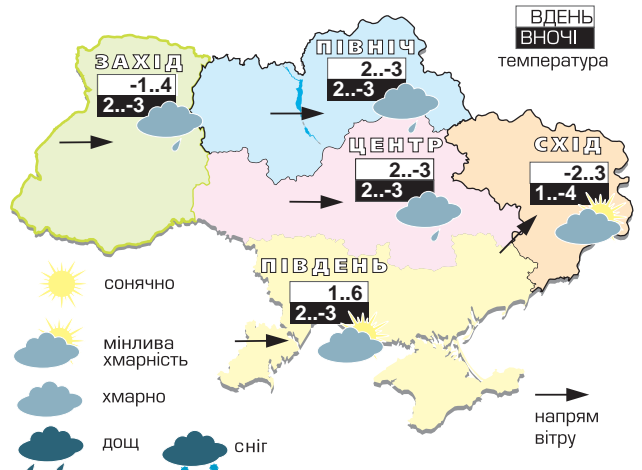 ВДЕНЬ
ВНОЧІ
температура
ЗАХІД
-1..4
2..-3
ПІВНІЧ
2..-3
2..-3
ЦЕНТР
2..-3
2..-3
СХІД
-2..3
1..-4
ПІВДЕНЬ
1..6
2..-3
сонячно
мінлива
хмарність
хмарно
дощ
сніг
напрям
вітру